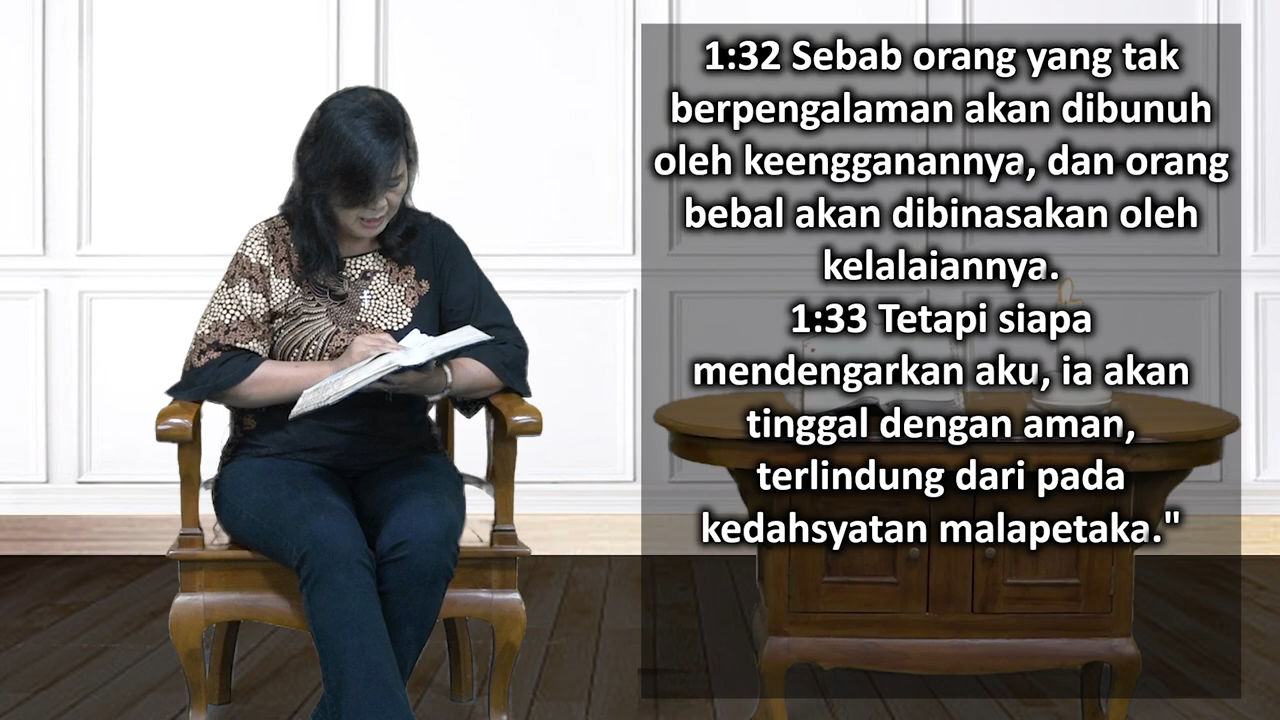 1:32 Sebab orang yang tak
berpengalaman akan dibunuh
oleh keengganannya, dan orang
bebal akan dibinasakan oleh
kelalaiannya.
1:33 Tetapi siapa
mendengarkan aku, ia akan
tinggal dengan aman,
terlindung dari pada
kedahsyatan malapetaka."